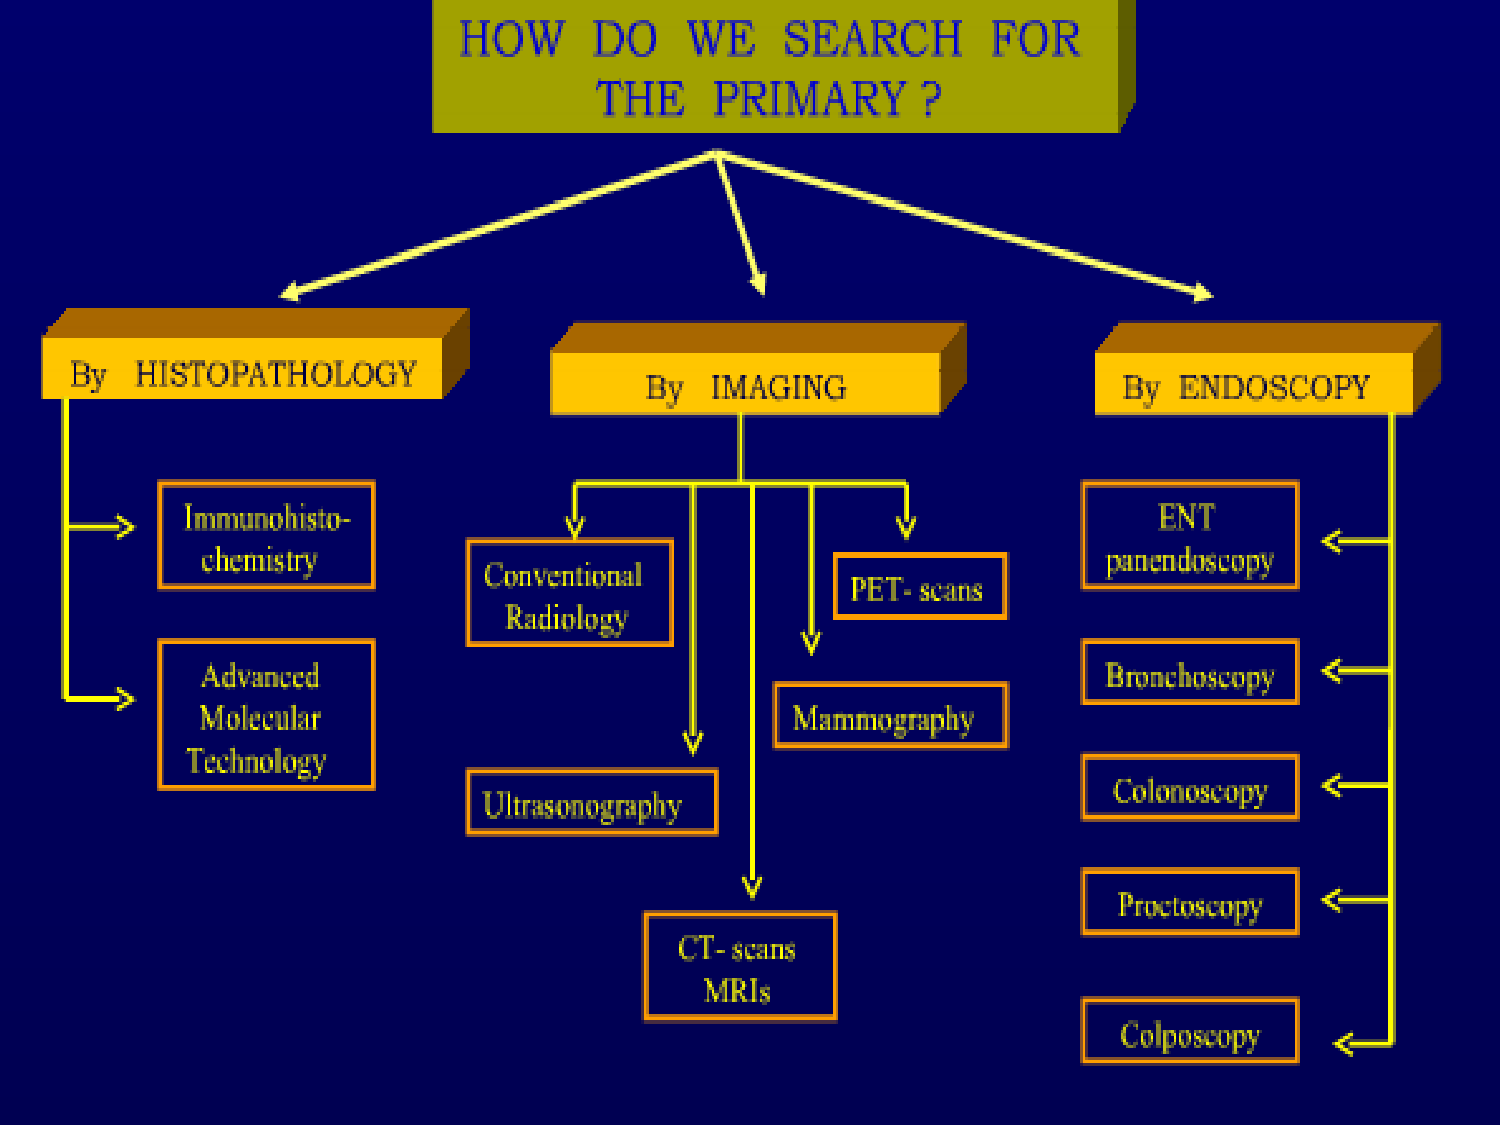 HOW DO WE SEARCH FOR
THE PRIMARY ?
By HISTOPATHOLOGY
Immunohisto-
chemistry
Advanced
Molecular
Technology
By IMAGING
Conventional
Radiology
PET- scans
Mammography
Ultrasonography
CT- scans
MRIs
By ENDOSCOPY
ENT
panendoscopy
Bronchoscopy
Colonoscopy
Proctoscopy
Colposcopy